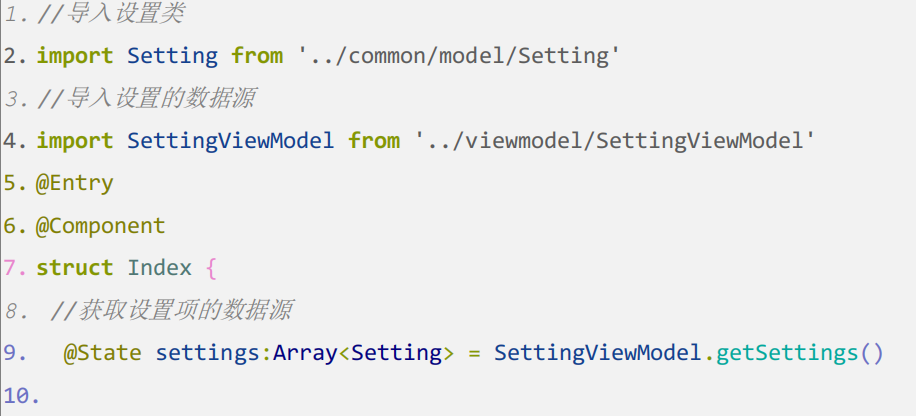 1. //导入设置类
2. import Setting from '../common/model/Setting'
3. //导入设置的数据源
4. import SettingViewModel from '../viewmodel/SettingViewModel'
5. @Entry
6. @Component
7. struct Index {
8. //获取设置项的数据源
9. @State settings:Array<Setting> = SettingViewModel.getSettings()
10.